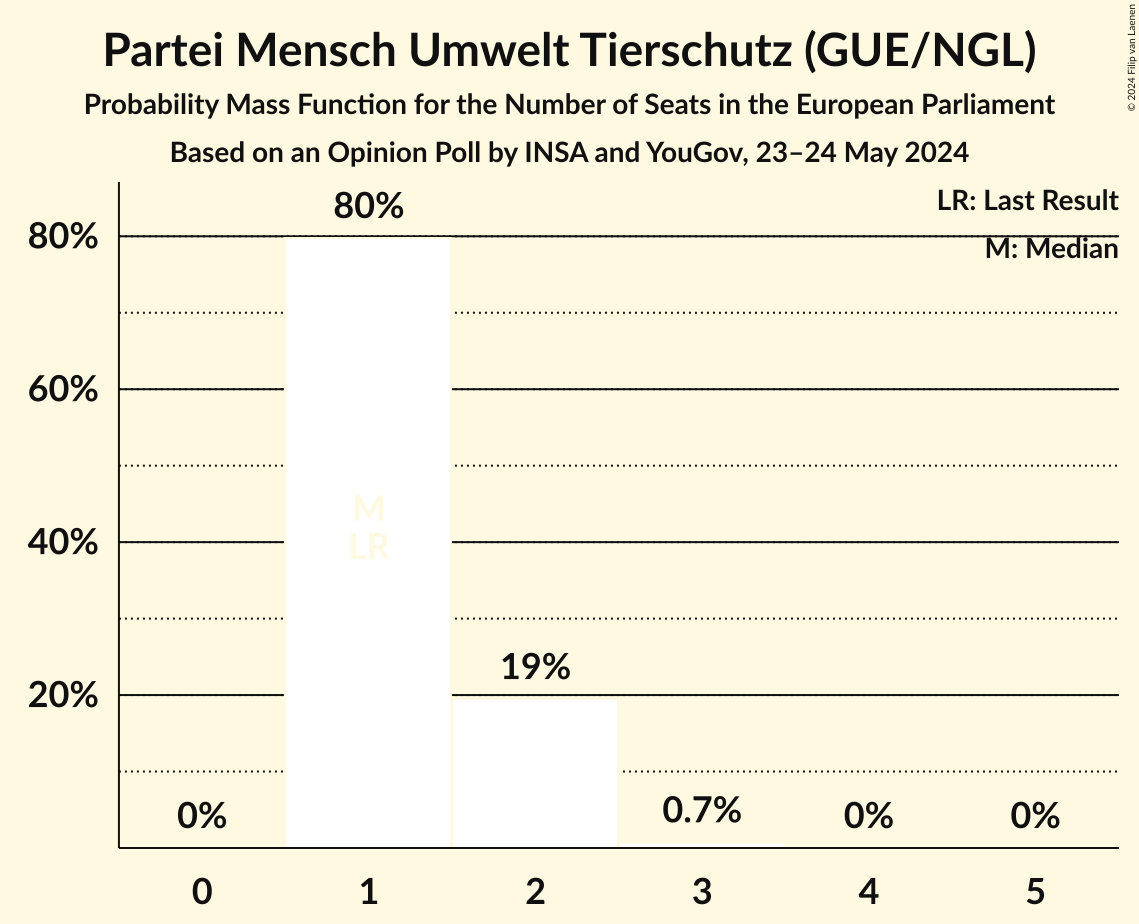 Partei Mensch Umwelt Tierschutz (GUE/NGL)
Probability Mass Function for the Number of Seats in the European Parliament
Based on an Opinion Poll by INSA and YouGov, 23–24 May 2024
© 2024 Filip van Laenen
LR: Last Result
M: Median
80%
60%
40%
20%
0%
80%
M
LR
19%
0.7%
0%
0%
0 1 2 3 4 5